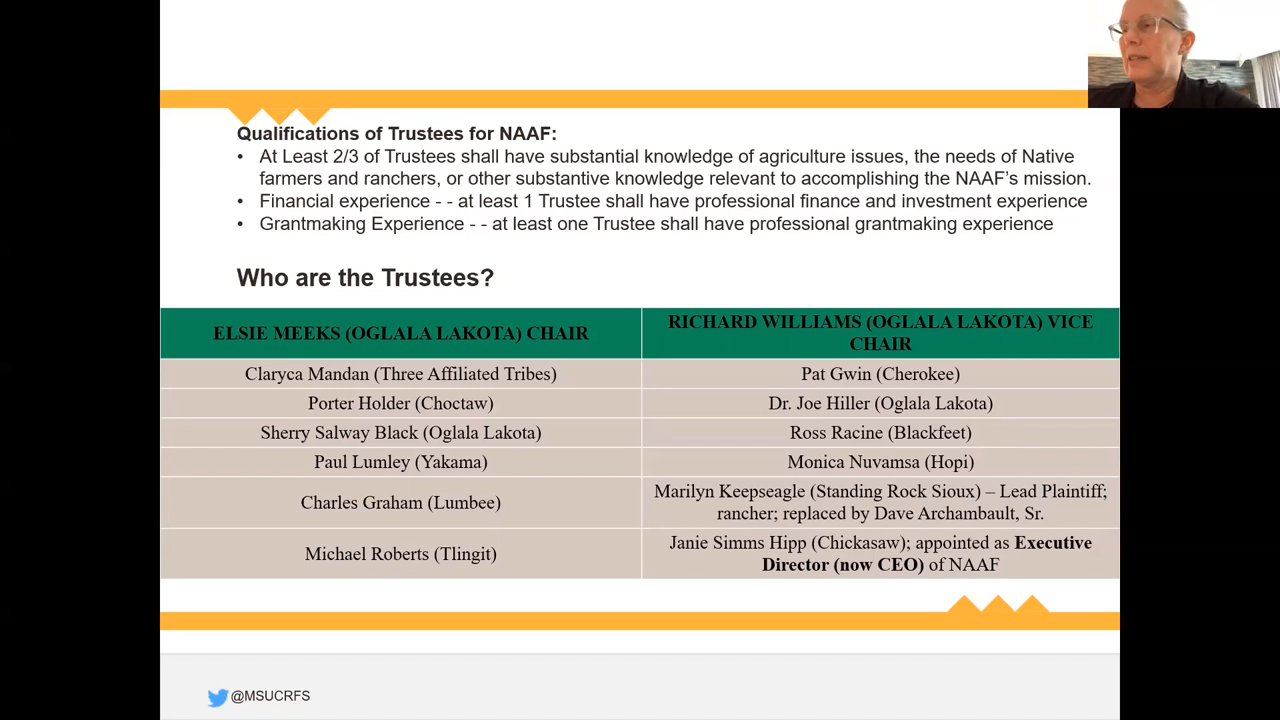 Qualifications of Trustees for NAAF:
• At Least 2/3 of Trustees shall have substantial knowledge of agriculture issues, the needs of Native
farmers and ranchers, or other substantive knowledge relevant to accomplishing the NAAF's mission.
• Financial experience - - at least 1 Trustee shall have professional finance and investment experience
• Grantmaking Experience - - at least one Trustee shall have professional grantmaking experience
Who are the Trustees?
ELSIE MEEKS (OGLALA LAKOTA) CHAIR
RICHARD WILLIAMS (OGLALA LAKOTA) VICE
CHAIR
Claryca Mandan (Three Affiliated Tribes)
Pat Gwin (Cherokee)
Porter Holder (Choctaw)
Dr. Joe Hiller (Oglala Lakota)
Sherry Salway Black (Oglala Lakota)
Ross Racine (Blackfeet)
Paul Lumley (Yakama)
Monica Nuvamsa (Hopi)
Charles Graham (Lumbee)
Marilyn Keepseagle (Standing Rock Sioux) – Lead Plaintiff;
rancher; replaced by Dave Archambault, Sr.
Michael Roberts (Tlingit)
Janie Simms Hipp (Chickasaw); appointed as Executive
Director (now CEO) of NAAF
@MSUCRFS